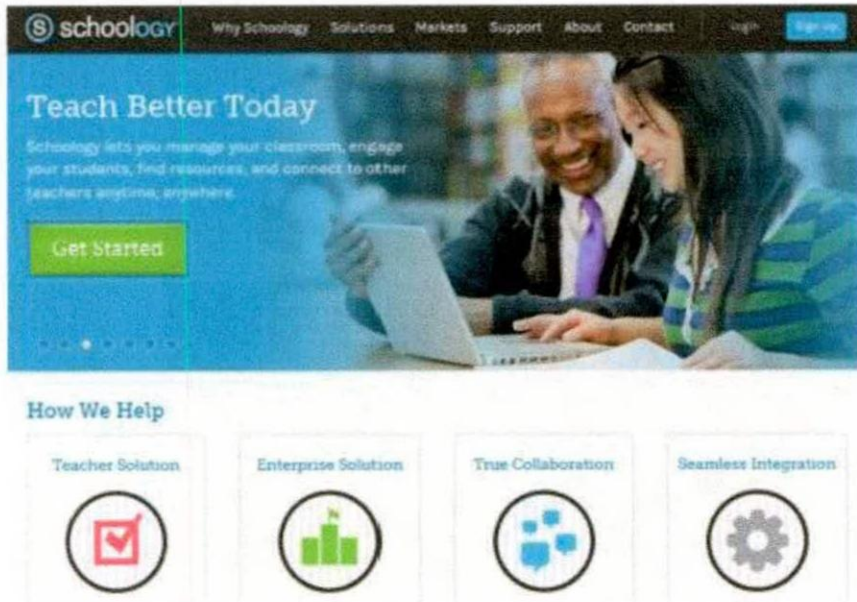 S schoology Why Schoology Solutions Markets Support About Contact Login Sign up
Teach Better Today
Schoology lets you manage your classroom, engage
your students, find resources, and connect to other
teachers anytime, anywhere.
Get Started
How We Help
Teacher Solution Enterprise Solution True Collaboration Seamless Integration